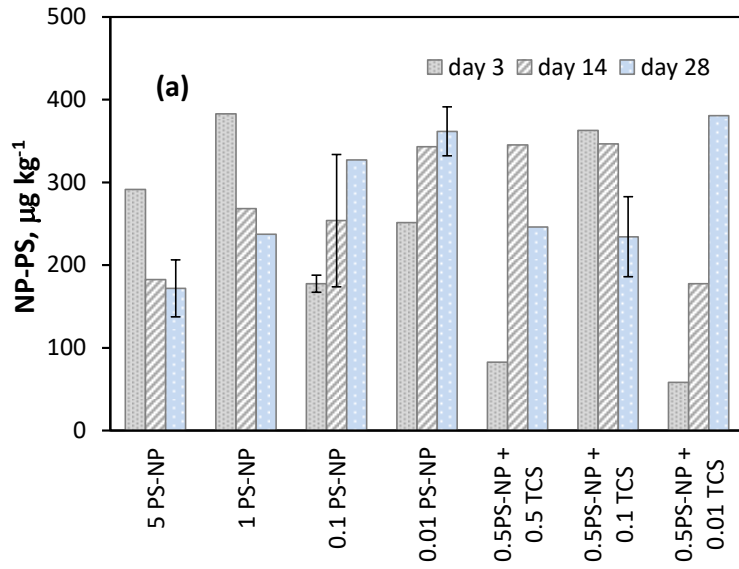 500
400
300
200
100
0
NP-PS, µg kg⁻¹
(a)
day 3 day 14 day 28
5 PS-NP
1 PS-NP
0.1 PS-NP
0.01 PS-NP
0.5PS-NP +
0.5 TCS
0.5PS-NP +
0.1 TCS
0.5PS-NP +
0.01 TCS